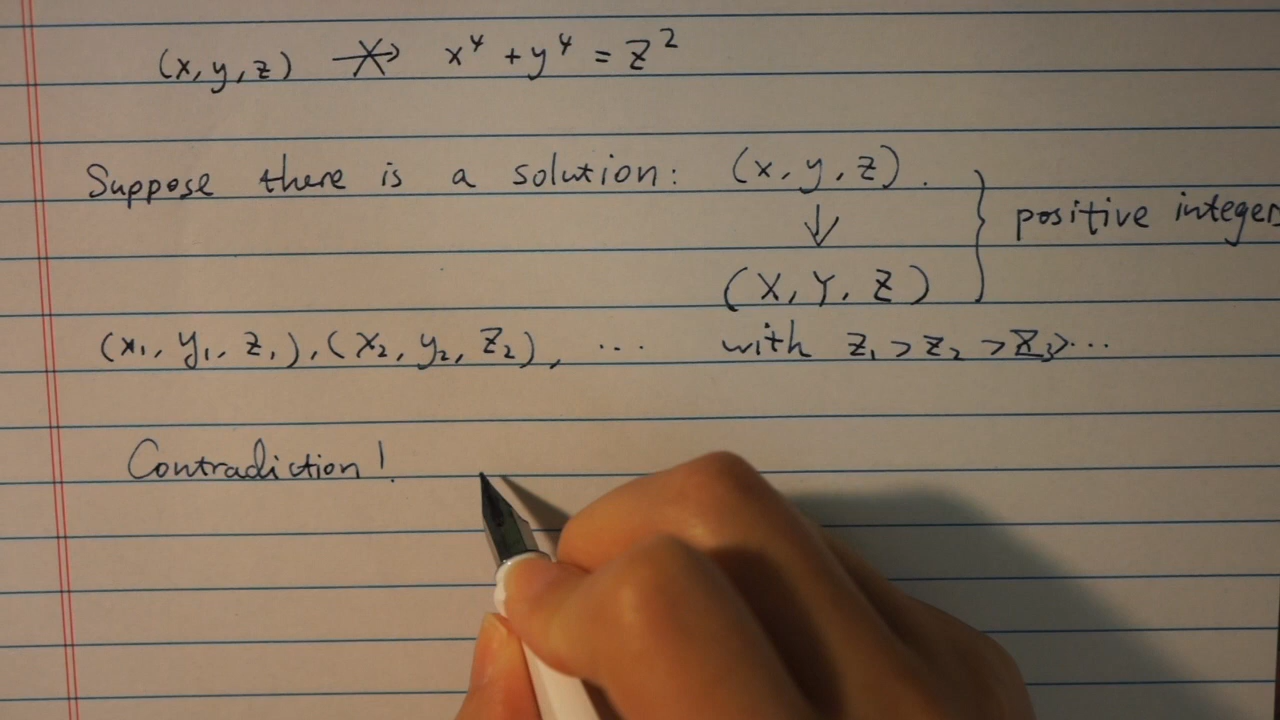 (x, y, z) ↛ x⁴ + y⁴ = z²
Suppose there is a solution: (x, y, z).
↓
positive integers
(X, Y, Z)
(x₁, y₁, z₁), (x₂, y₂, z₂), ... with z₁ > z₂ > z₃ > ...
Contradiction!